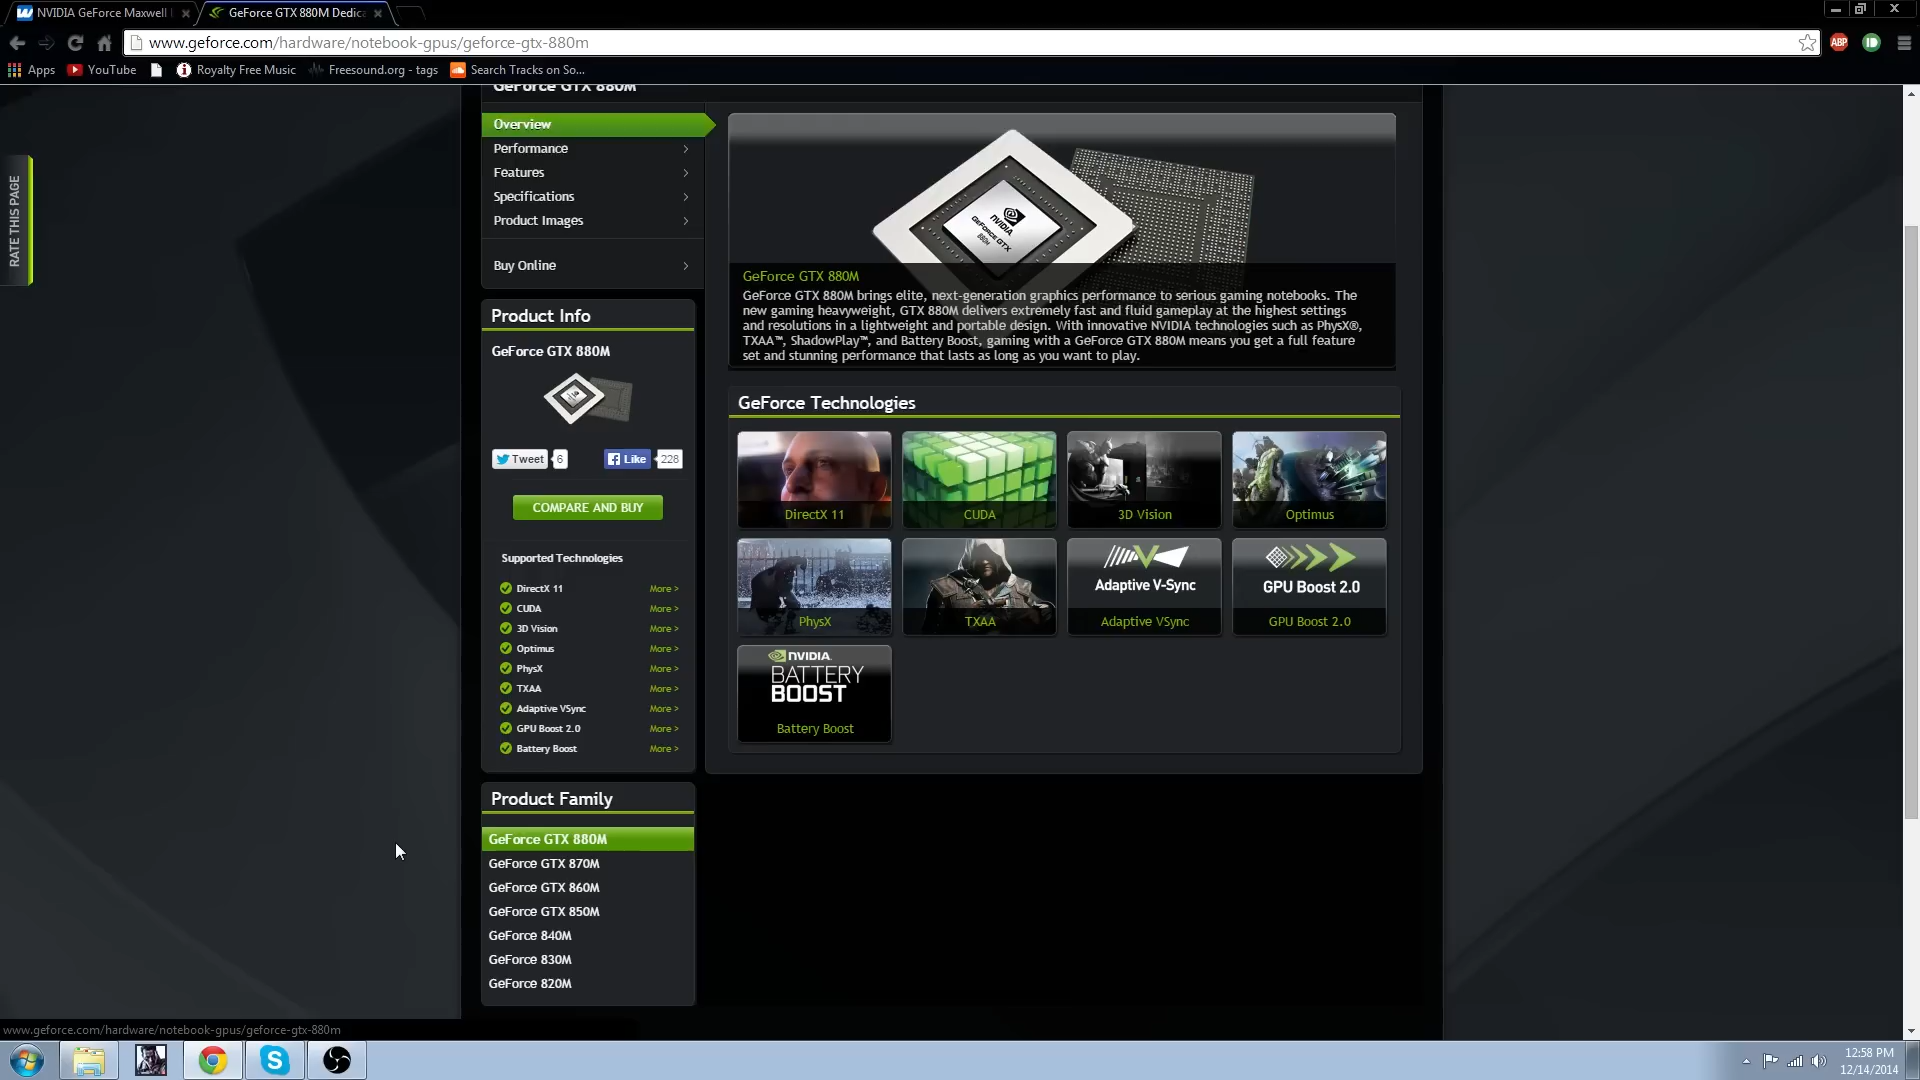 NVIDIA GeForce Maxwell
GeForce GTX 880M Dedica
www.geforce.com/hardware/notebook-gpus/geforce-gtx-880m
ABP
Apps
YouTube
Royalty Free Music
Freesound.org - tags
Search Tracks on So...
GeForce GTX 880M
RATE THIS PAGE
Overview
Performance
Features
Specifications
Product Images
Buy Online
NVIDIA
GEFORCE GTX
880M
GeForce GTX 880M
GeForce GTX 880M brings elite, next-generation graphics performance to serious gaming notebooks. The
new gaming heavyweight, GTX 880M delivers extremely fast and fluid gameplay at the highest settings
and resolutions in a lightweight and portable design. With innovative NVIDIA technologies such as PhysX®,
TXAA™, ShadowPlay™, and Battery Boost, gaming with a GeForce GTX 880M means you get a full feature
set and stunning performance that lasts as long as you want to play.
Product Info
GeForce GTX 880M
Tweet 6
Like 228
COMPARE AND BUY
Supported Technologies
DirectX 11 More >
CUDA More >
3D Vision More >
Optimus More >
PhysX More >
TXAA More >
Adaptive VSync More >
GPU Boost 2.0 More >
Battery Boost More >
GeForce Technologies
DirectX 11
CUDA
3D Vision
Optimus
PhysX
TXAA
Adaptive V-Sync
Adaptive VSync
GPU Boost 2.0
GPU Boost 2.0
NVIDIA.
BATTERY
BOOST
Battery Boost
Product Family
GeForce GTX 880M
GeForce GTX 870M
GeForce GTX 860M
GeForce GTX 850M
GeForce 840M
GeForce 830M
GeForce 820M
www.geforce.com/hardware/notebook-gpus/geforce-gtx-880m
12:58 PM
12/14/2014